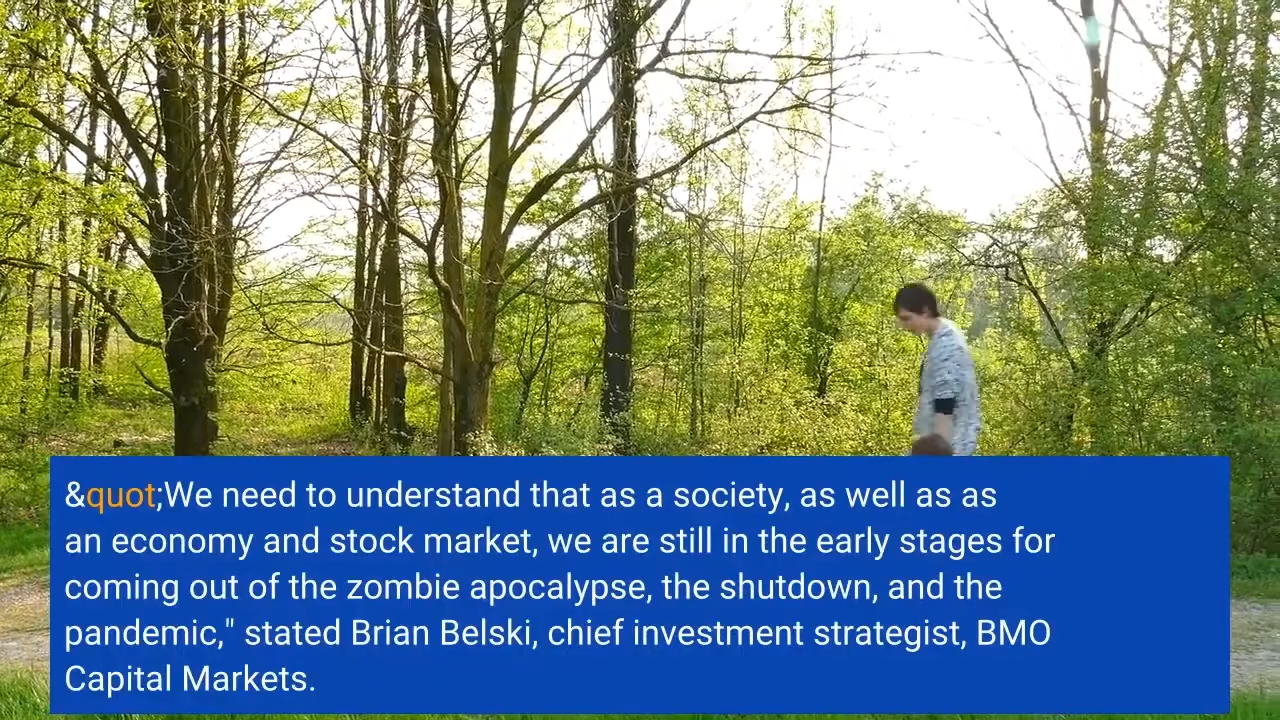 &quot;We need to understand that as a society, as well as as
an economy and stock market, we are still in the early stages for
coming out of the zombie apocalypse, the shutdown, and the
pandemic," stated Brian Belski, chief investment strategist, BMO
Capital Markets.